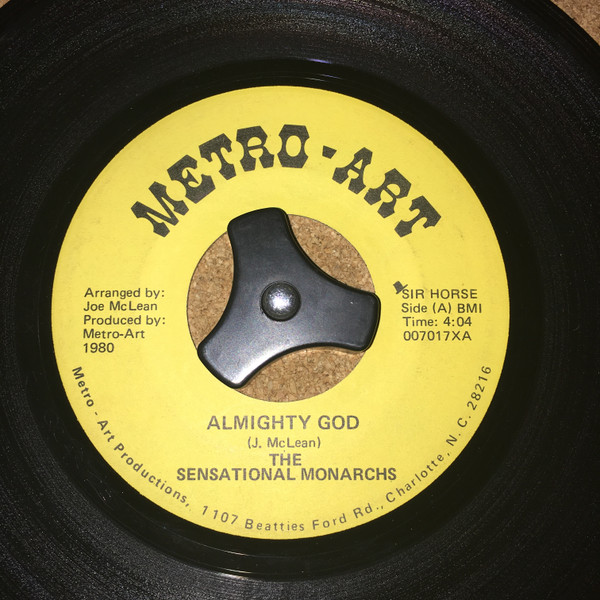 METRO-ART
Arranged by:
Joe McLean
Produced by:
Metro-Art
1980
SIR HORSE
Side (A) BMI
Time: 4:04
007017XA
ALMIGHTY GOD
(J. McLean)
THE
SENSATIONAL MONARCHS
Metro - Art Productions, 1107 Beatties Ford Rd., Charlotte, N. C. 28216